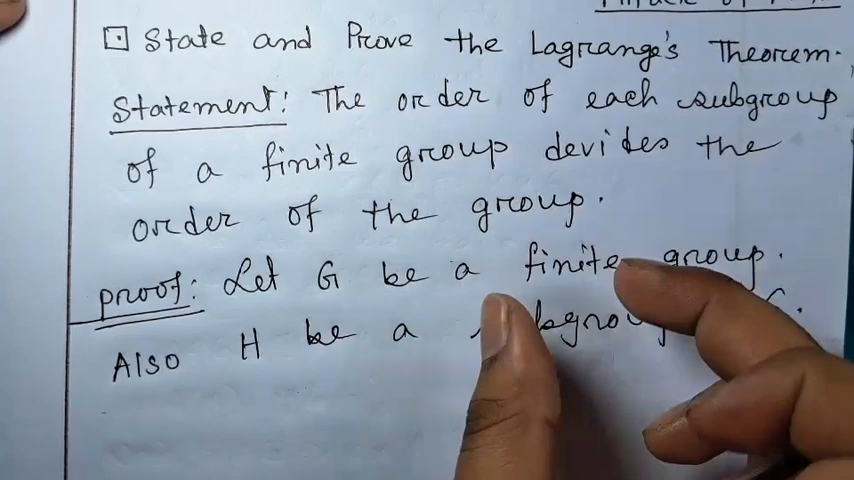 State and Prove the Lagrange's Theorem.
Statement: The order of each subgroup
of a finite group devides the
order of the group.
proof: Let G be a finite group.
Also H be a